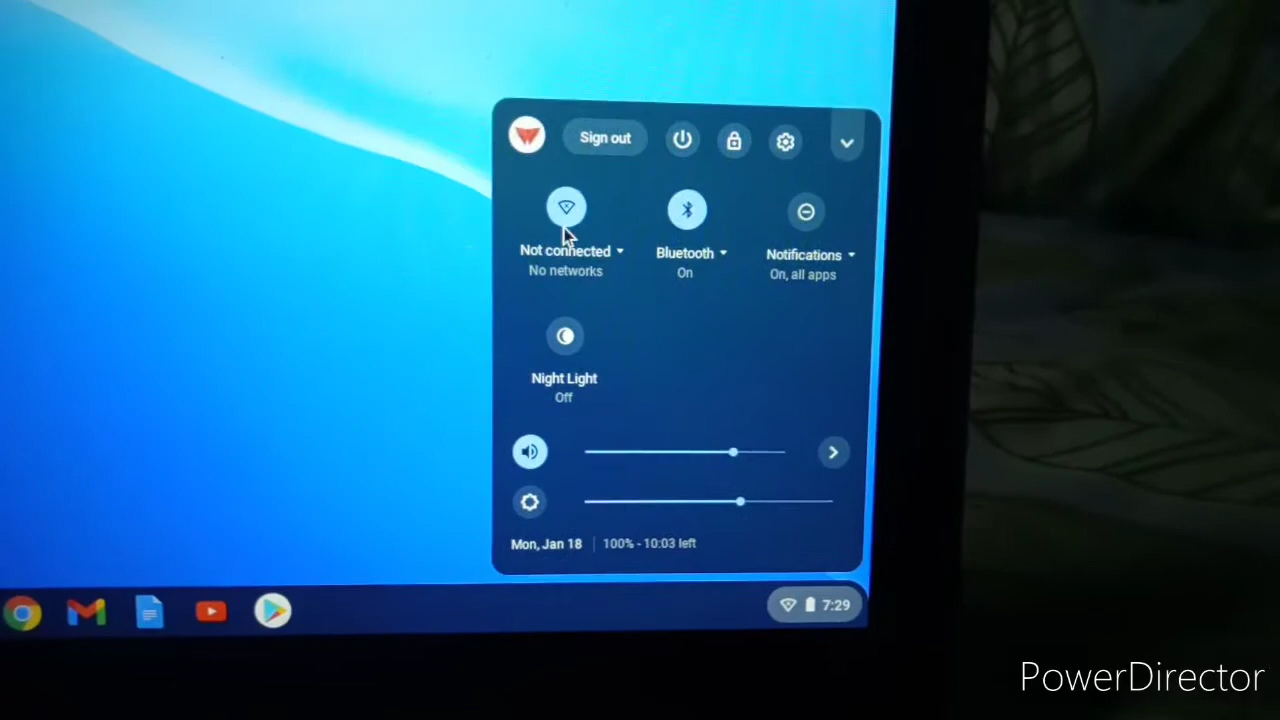 Sign out
Not connected
No networks
Bluetooth
On
Notifications
On, all apps
Night Light
Off
Mon, Jan 18
100% - 10:03 left
7:29
PowerDirector